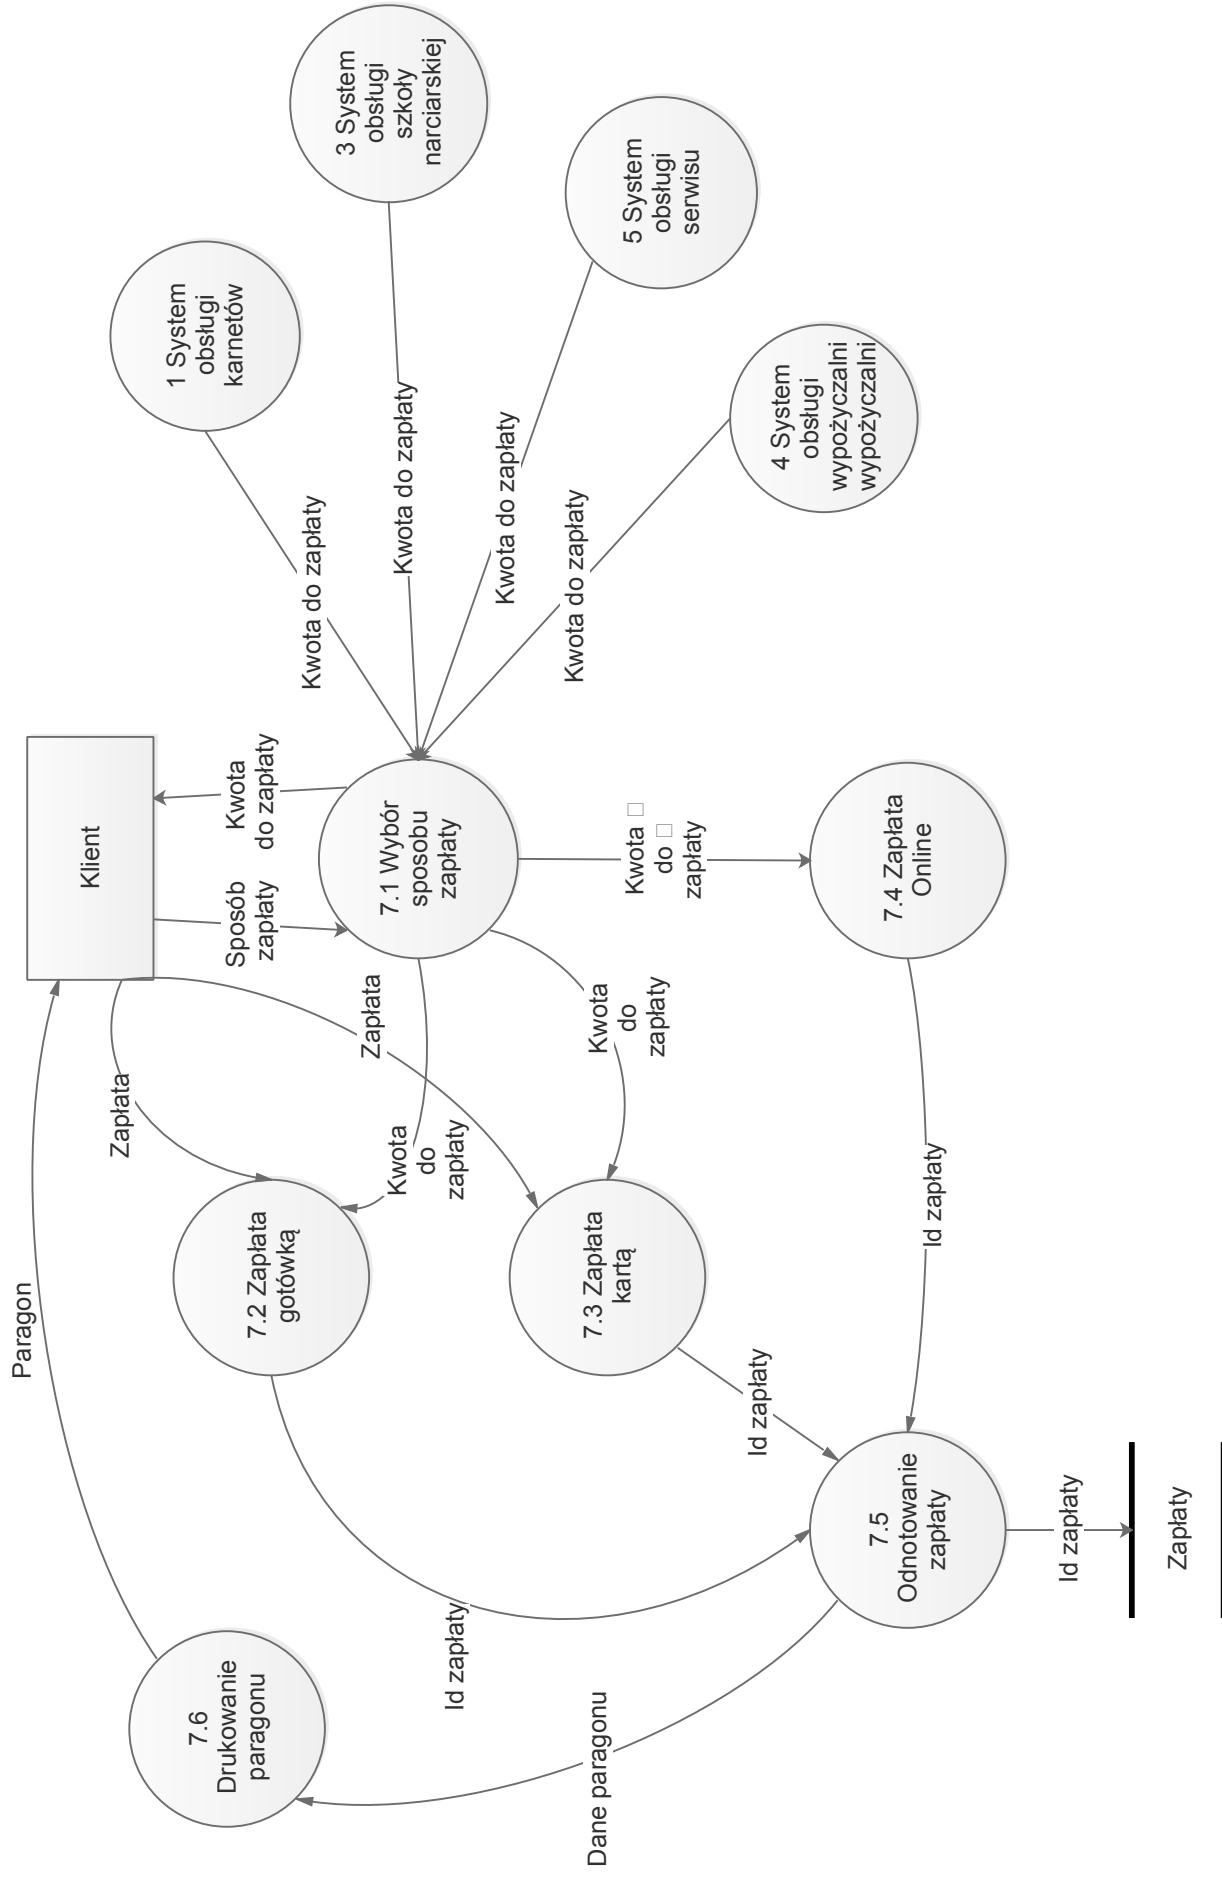 Paragon
Klient
7.6
Drukowanie
paragonu
Zapłata
Sposób
zapłaty
Kwota
do zapłaty
1 System
obsługi
karnetów
7.2 Zapłata
gotówką
Zapłata
Kwota
do
zapłaty
7.1 Wybór
sposobu
zapłaty
Kwota do zapłaty
Kwota do zapłaty
3 System
obsługi
szkoły
narciarskiej
Id zapłaty
Kwota do zapłaty
Kwota do zapłaty
Dane paragonu
7.3 Zapłata
kartą
Kwota
do
zapłaty
Kwota
do
zapłaty
5 System
obsługi
serwisu
Id zapłaty
4 System
obsługi
wypożyczalni
wypożyczalni
7.5
Odnotowanie
zapłaty
Id zapłaty
7.4 Zapłata
Online
Id zapłaty
Zapłaty